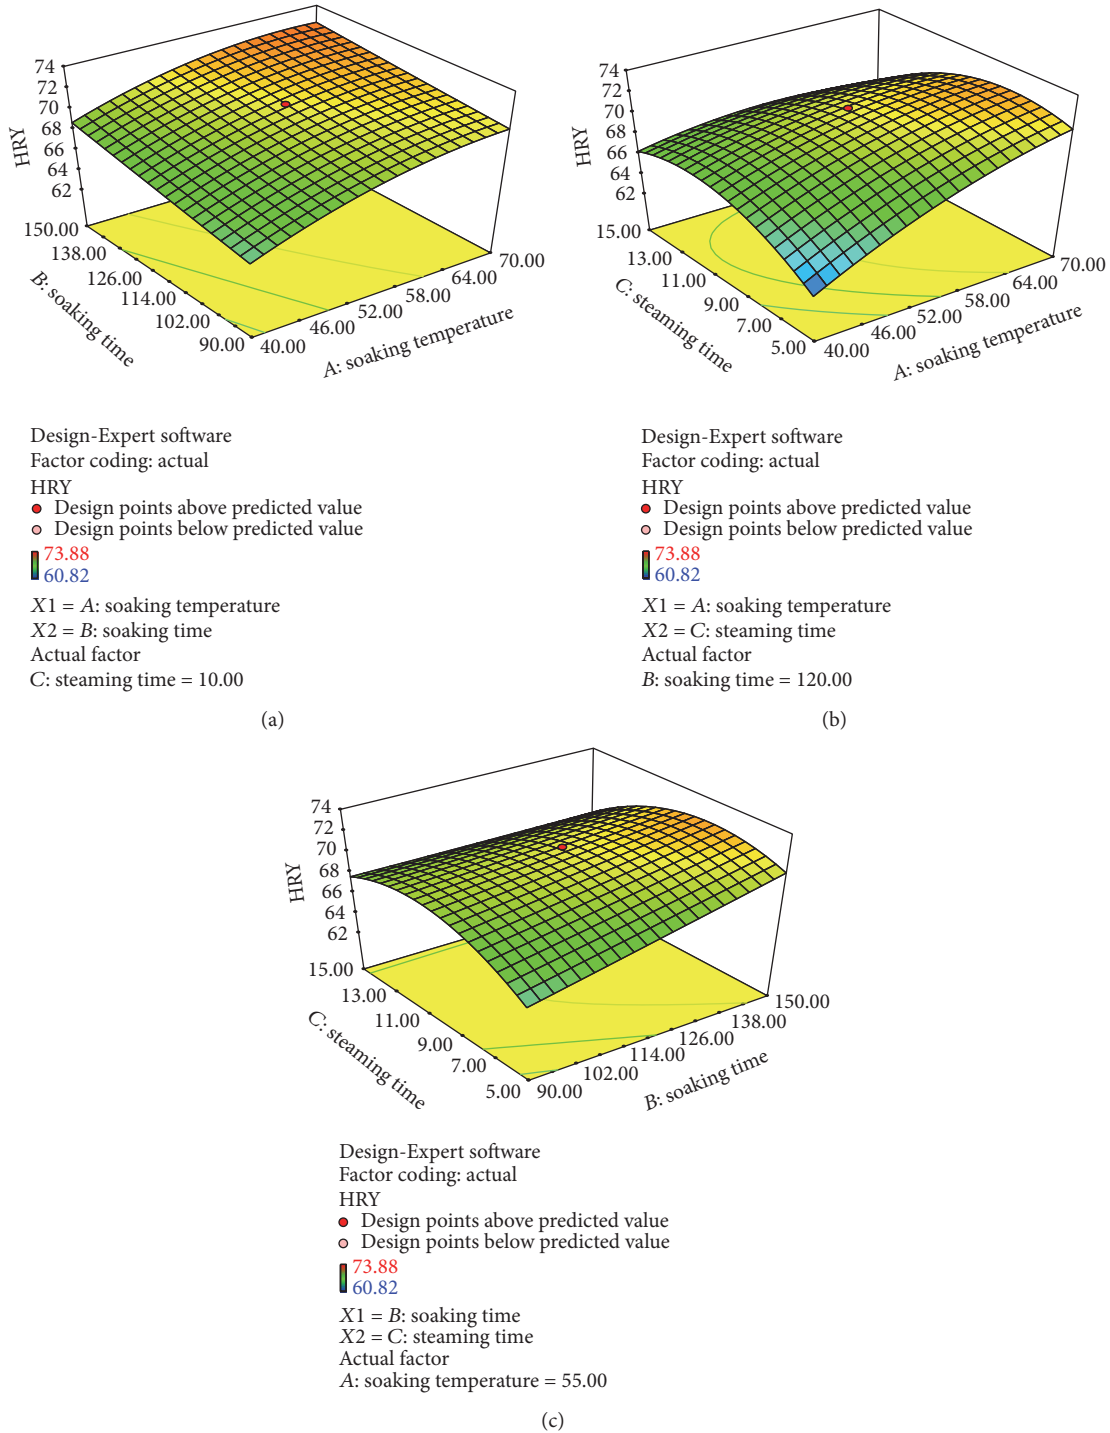 74
72
70
68
66
64
62
HRY
150.00
138.00
126.00
114.00
102.00
90.00
B: soaking time
40.00
46.00
52.00
58.00
64.00
70.00
A: soaking temperature
Design-Expert software
Factor coding: actual
HRY
Design points above predicted value
Design points below predicted value
73.88
60.82
X1 = A: soaking temperature
X2 = B: soaking time
Actual factor
C: steaming time = 10.00
(a)
74
72
70
68
66
64
62
HRY
15.00
13.00
11.00
9.00
7.00
5.00
C: steaming time
40.00
46.00
52.00
58.00
64.00
70.00
A: soaking temperature
Design-Expert software
Factor coding: actual
HRY
Design points above predicted value
Design points below predicted value
73.88
60.82
X1 = A: soaking temperature
X2 = C: steaming time
Actual factor
B: soaking time = 120.00
(b)
74
72
70
68
66
64
62
HRY
15.00
13.00
11.00
9.00
7.00
5.00
C: steaming time
90.00
102.00
114.00
126.00
138.00
150.00
B: soaking time
Design-Expert software
Factor coding: actual
HRY
Design points above predicted value
Design points below predicted value
73.88
60.82
X1 = B: soaking time
X2 = C: steaming time
Actual factor
A: soaking temperature = 55.00
(c)